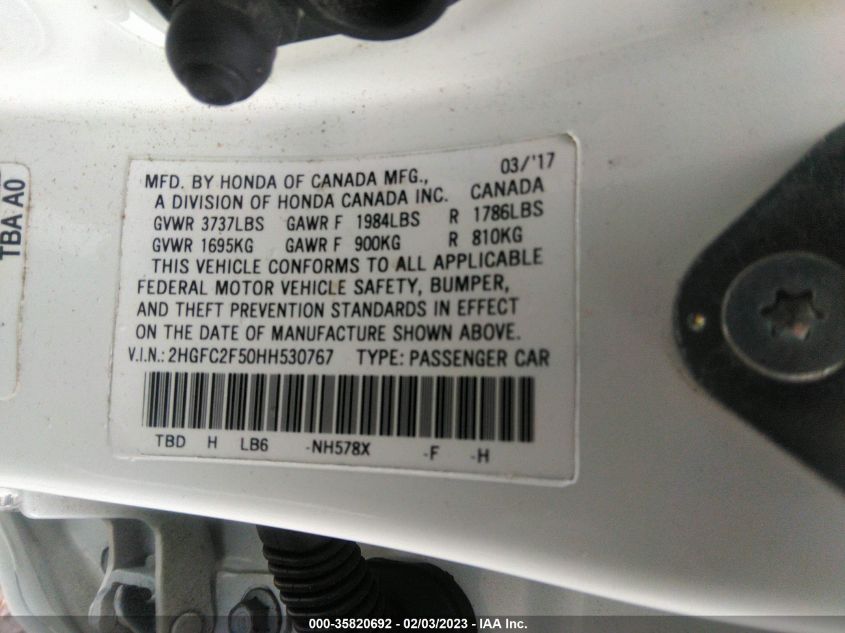 TBA A0
03/'17
MFD. BY HONDA OF CANADA MFG.,
A DIVISION OF HONDA CANADA INC. CANADA
GVWR 3737LBS GAWR F 1984LBS R 1786LBS
GVWR 1695KG GAWR F 900KG R 810KG
THIS VEHICLE CONFORMS TO ALL APPLICABLE
FEDERAL MOTOR VEHICLE SAFETY, BUMPER,
AND THEFT PREVENTION STANDARDS IN EFFECT
ON THE DATE OF MANUFACTURE SHOWN ABOVE.
V.I.N.: 2HGFC2F50HH530767 TYPE: PASSENGER CAR
TBD H LB6 -NH578X -F -H
000-35820692 - 02/03/2023 - IAA Inc.